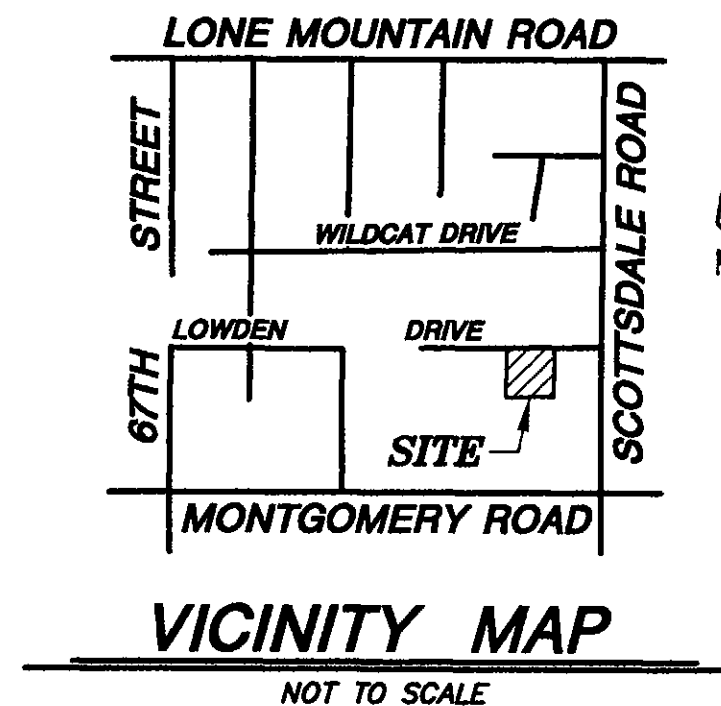 LONE MOUNTAIN ROAD
STREET
SCOTTSDALE ROAD
WILDCAT DRIVE
LOWDEN DRIVE
67TH
SITE
MONTGOMERY ROAD
VICINITY MAP
NOT TO SCALE